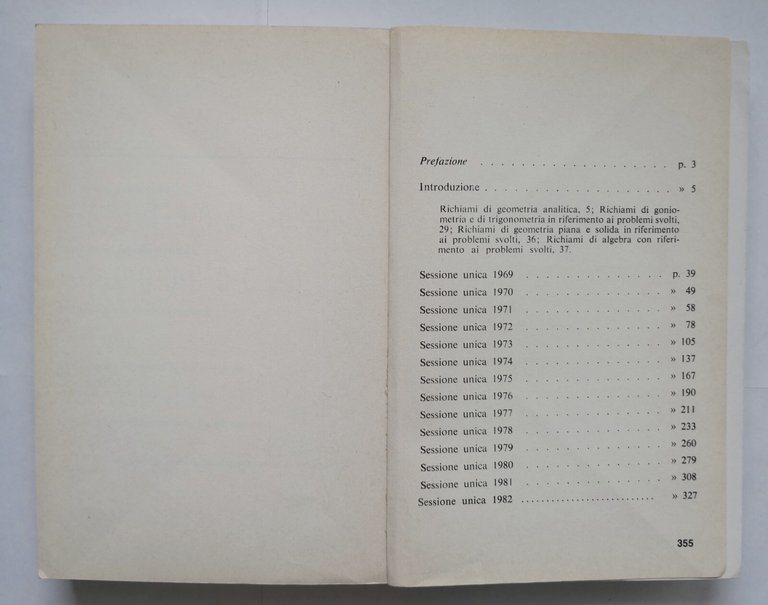 Prefazione . . . . . . . . . . . . . . . . . . . p. 3
Introduzione . . . . . . . . . . . . . . . . . . . » 5
Richiami di geometria analitica, 5; Richiami di gonio-
metria e di trigonometria in riferimento ai problemi svolti,
29; Richiami di geometria piana e solida in riferimento
ai problemi svolti, 36; Richiami di algebra con riferi-
mento ai problemi svolti, 37.
Sessione unica 1969 . . . . . . . . . . . . . . p. 39
Sessione unica 1970 . . . . . . . . . . . . . . » 49
Sessione unica 1971 . . . . . . . . . . . . . . » 58
Sessione unica 1972 . . . . . . . . . . . . . . » 78
Sessione unica 1973 . . . . . . . . . . . . . . » 105
Sessione unica 1974 . . . . . . . . . . . . . . » 137
Sessione unica 1975 . . . . . . . . . . . . . . » 167
Sessione unica 1976 . . . . . . . . . . . . . . » 190
Sessione unica 1977 . . . . . . . . . . . . . . » 211
Sessione unica 1978 . . . . . . . . . . . . . . » 233
Sessione unica 1979 . . . . . . . . . . . . . . » 260
Sessione unica 1980 . . . . . . . . . . . . . . » 279
Sessione unica 1981 . . . . . . . . . . . . . . » 308
Sessione unica 1982 . . . . . . . . . . . . . . . . . . . . . . . . . . » 327
355